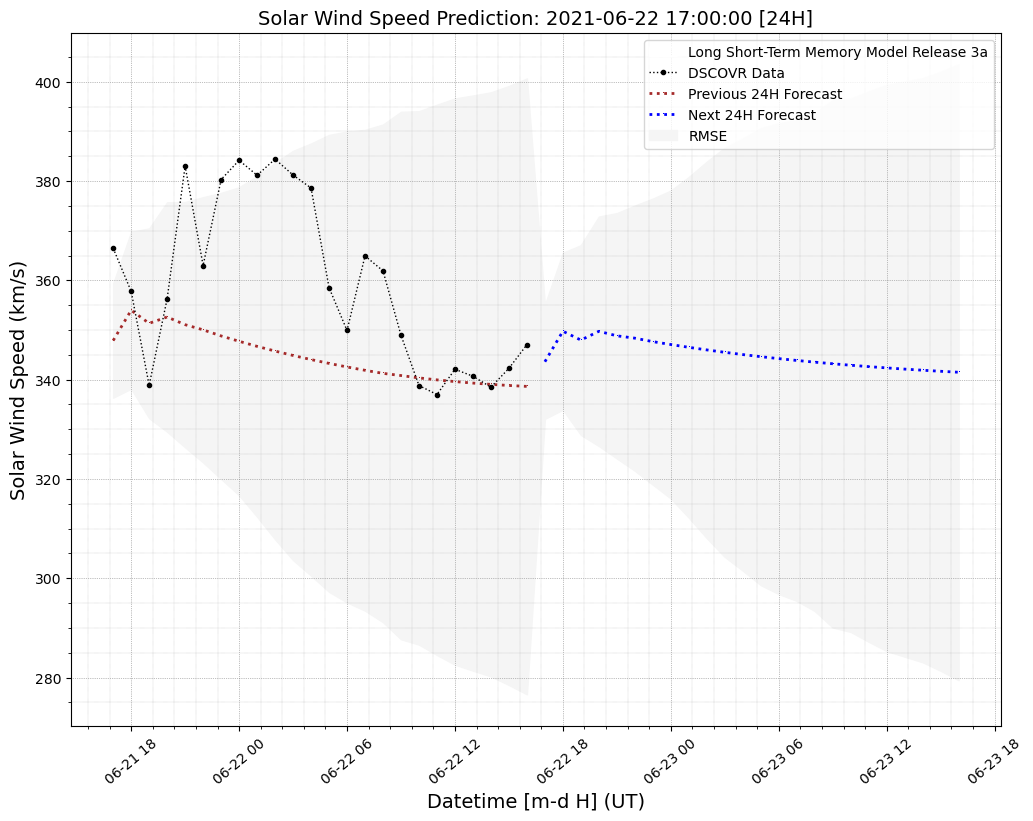 Solar Wind Speed Prediction: 2021-06-22 17:00:00 [24H]
Long Short-Term Memory Model Release 3a
DSCOVR Data
Previous 24H Forecast
Next 24H Forecast
RMSE
Solar Wind Speed (km/s)
400
380
360
340
320
300
280
06-21 18
06-22 00
06-22 06
06-22 12
06-22 18
06-23 00
06-23 06
06-23 12
06-23 18
Datetime [m-d H] (UT)